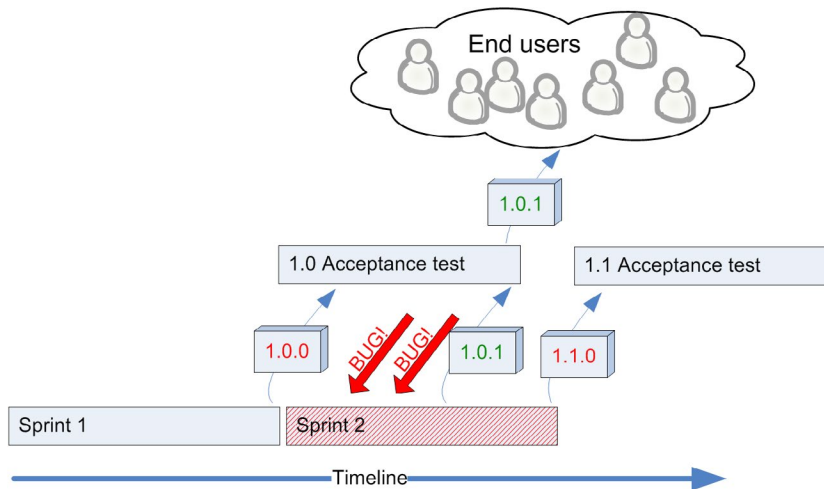 End users
1.0.1
1.0 Acceptance test
1.1 Acceptance test
1.0.0
BUG!
BUG!
1.0.1
1.1.0
Sprint 1
Sprint 2
Timeline